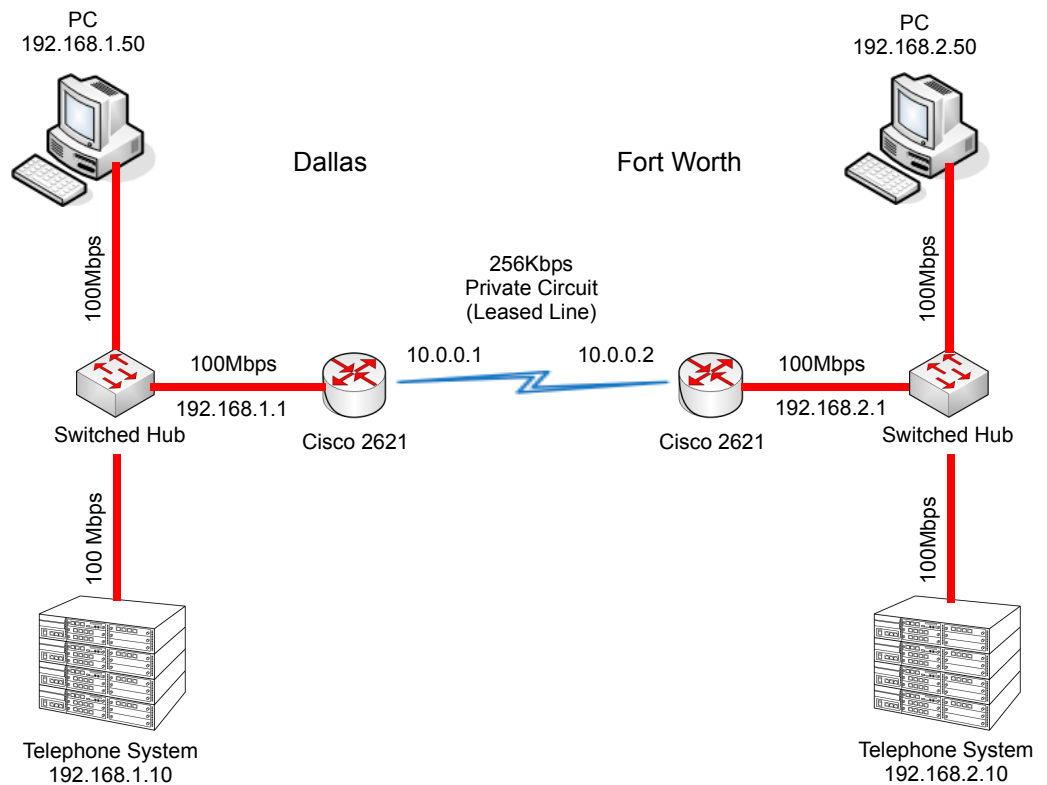 PC
192.168.1.50
PC
192.168.2.50
Dallas
Fort Worth
100Mbps
100Mbps
256Kbps
Private Circuit
(Leased Line)
100Mbps
10.0.0.1
10.0.0.2
100Mbps
192.168.1.1
192.168.2.1
Switched Hub
Cisco 2621
Cisco 2621
Switched Hub
100 Mbps
100Mbps
Telephone System
192.168.1.10
Telephone System
192.168.2.10